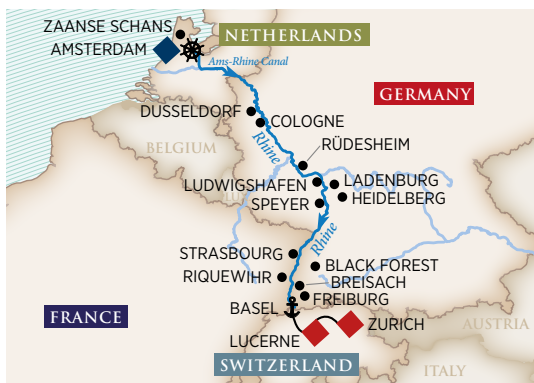 ZAANSE SCHANS
NETHERLANDS
AMSTERDAM
Ams-Rhine Canal
GERMANY
DUSSELDORF
COLOGNE
Rhine
BELGIUM
RÜDESHEIM
LUDWIGSHAFEN
LADENBURG
HEIDELBERG
SPEYER
Rhine
STRASBOURG
BLACK FOREST
RIQUEWIHR
BREISACH
FREIBURG
BASEL
FRANCE
ZURICH
AUSTRIA
LUCERNE
SWITZERLAND
ITALY